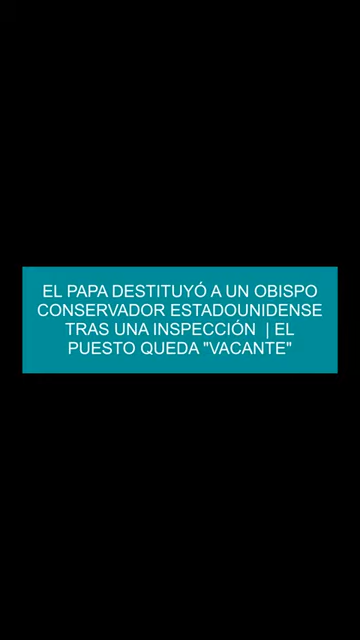 EL PAPA DESTITUYÓ A UN OBISPO
CONSERVADOR ESTADOUNIDENSE
TRAS UNA INSPECCIÓN | EL
PUESTO QUEDA "VACANTE"